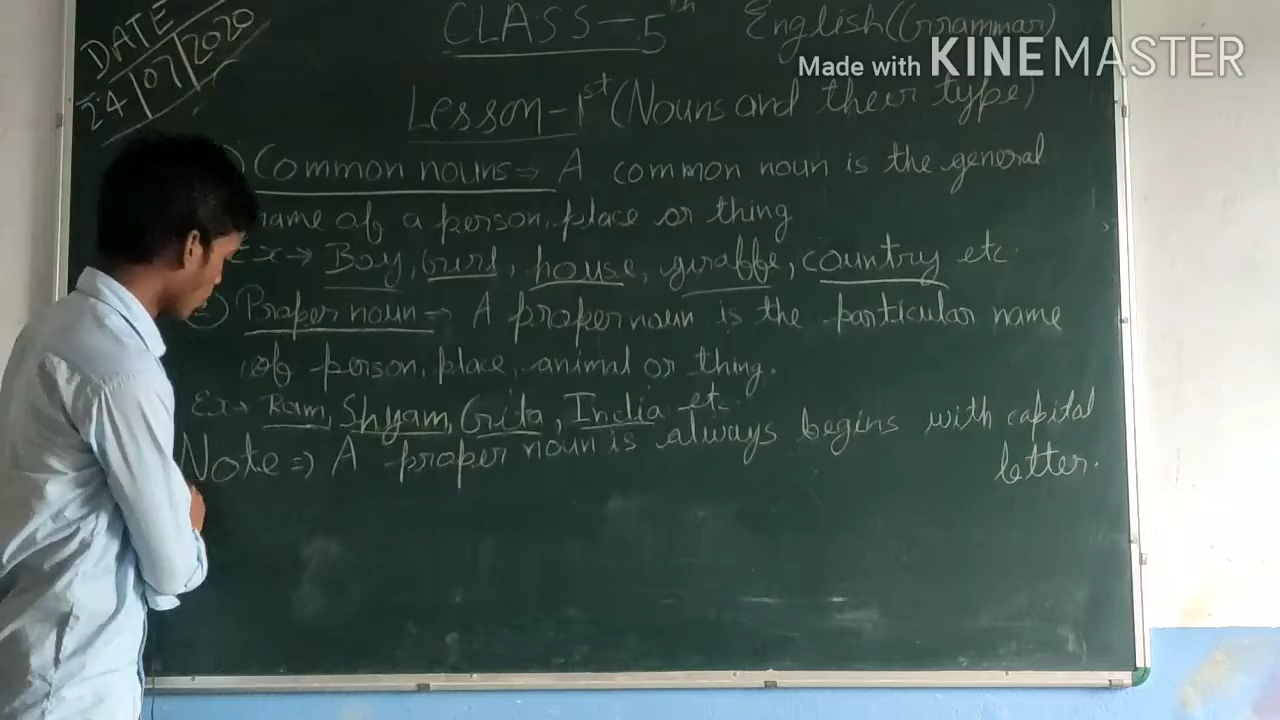 DATE
24/07/2020
CLASS-5th English(Grammar)
Made with KINEMASTER
Lesson-1st (Nouns and their type)
) Common nouns⇒ A common noun is the general
name of a person, place or thing
Ex→ Boy, Gurl, house, giraffe, country etc.
2) Proper noun⇒ A proper noun is the particular name
of person, place, animal or thing.
Ex→ Ram, Shyam, Gita, India etc.
Note⇒) A proper noun is always begins with capital
letter.